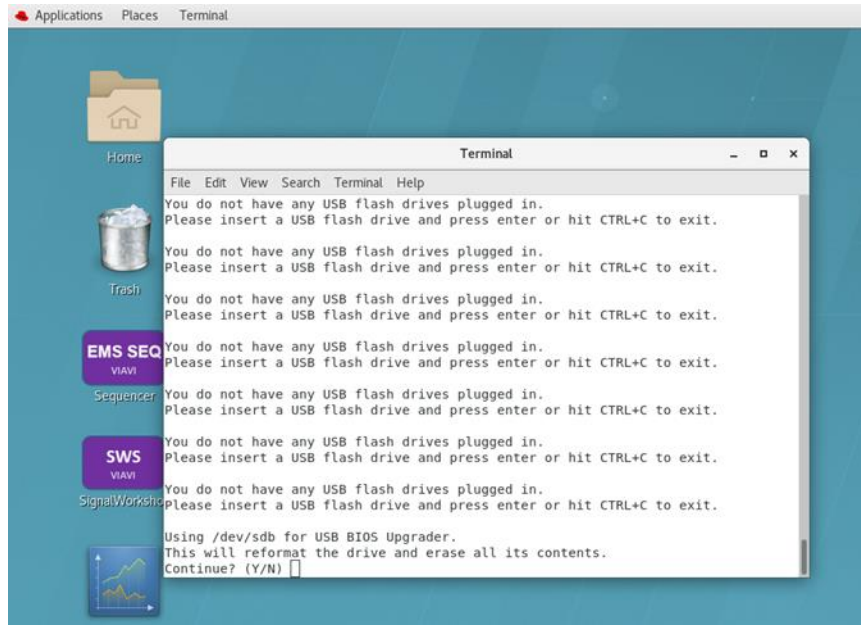 Applications Places Terminal
Home
Trash
EMS SEQ
VIAVI
Sequencer
SWS
VIAVI
SignalWorksho
Terminal
File Edit View Search Terminal Help
You do not have any USB flash drives plugged in.
Please insert a USB flash drive and press enter or hit CTRL+C to exit.
You do not have any USB flash drives plugged in.
Please insert a USB flash drive and press enter or hit CTRL+C to exit.
You do not have any USB flash drives plugged in.
Please insert a USB flash drive and press enter or hit CTRL+C to exit.
You do not have any USB flash drives plugged in.
Please insert a USB flash drive and press enter or hit CTRL+C to exit.
You do not have any USB flash drives plugged in.
Please insert a USB flash drive and press enter or hit CTRL+C to exit.
You do not have any USB flash drives plugged in.
Please insert a USB flash drive and press enter or hit CTRL+C to exit.
You do not have any USB flash drives plugged in.
Please insert a USB flash drive and press enter or hit CTRL+C to exit.
Using /dev/sdb for USB BIOS Upgrader.
This will reformat the drive and erase all its contents.
Continue? (Y/N)